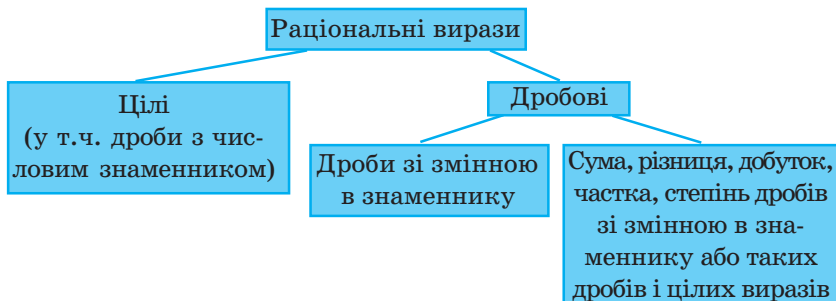 Раціональні вирази
Цілі
(у т.ч. дроби з чис-
ловим знаменником)
Дробові
Дроби зі змінною
в знаменнику
Сума, різниця, добуток,
частка, степінь дробів
зі змінною в зна-
меннику або таких
дробів і цілих виразів